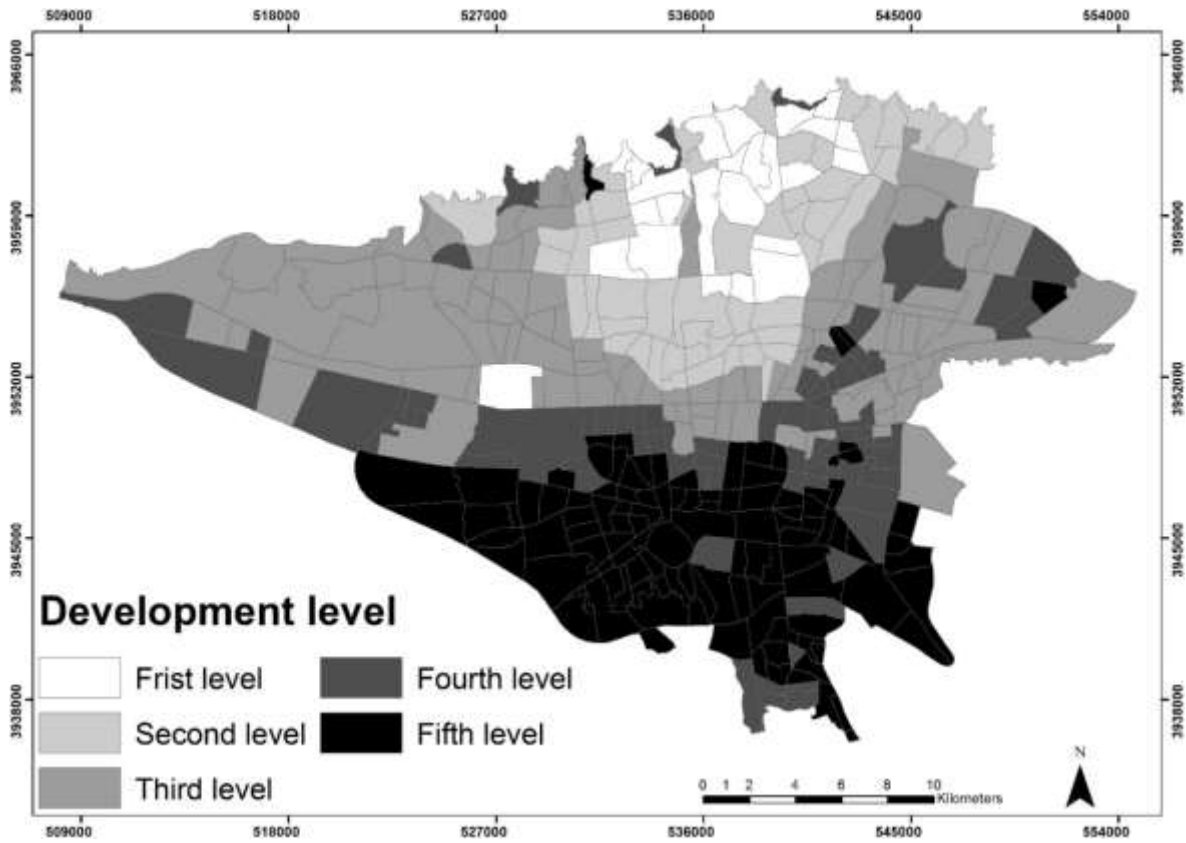 509000 518000 527000 536000 545000 554000
3966000 3966000
3959000 3959000
3952000 3952000
3945000 3945000
3938000 3938000
Development level
Frist level Fourth level
Second level Fifth level
Third level
N
0 1 2 4 6 8 10
Kilometers
509000 518000 527000 536000 545000 554000